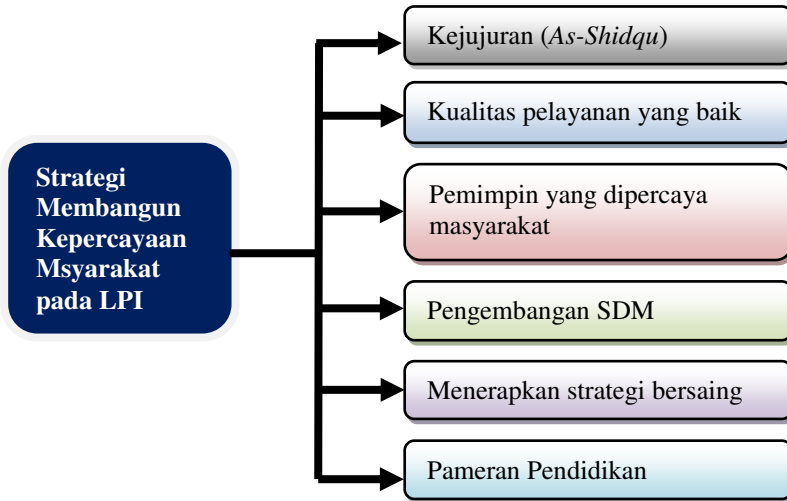 Strategi
Membangun
Kepercayaan
Msyarakat
pada LPI
Kejujuran (As-Shidqu)
Kualitas pelayanan yang baik
Pemimpin yang dipercaya
masyarakat
Pengembangan SDM
Menerapkan strategi bersaing
Pameran Pendidikan